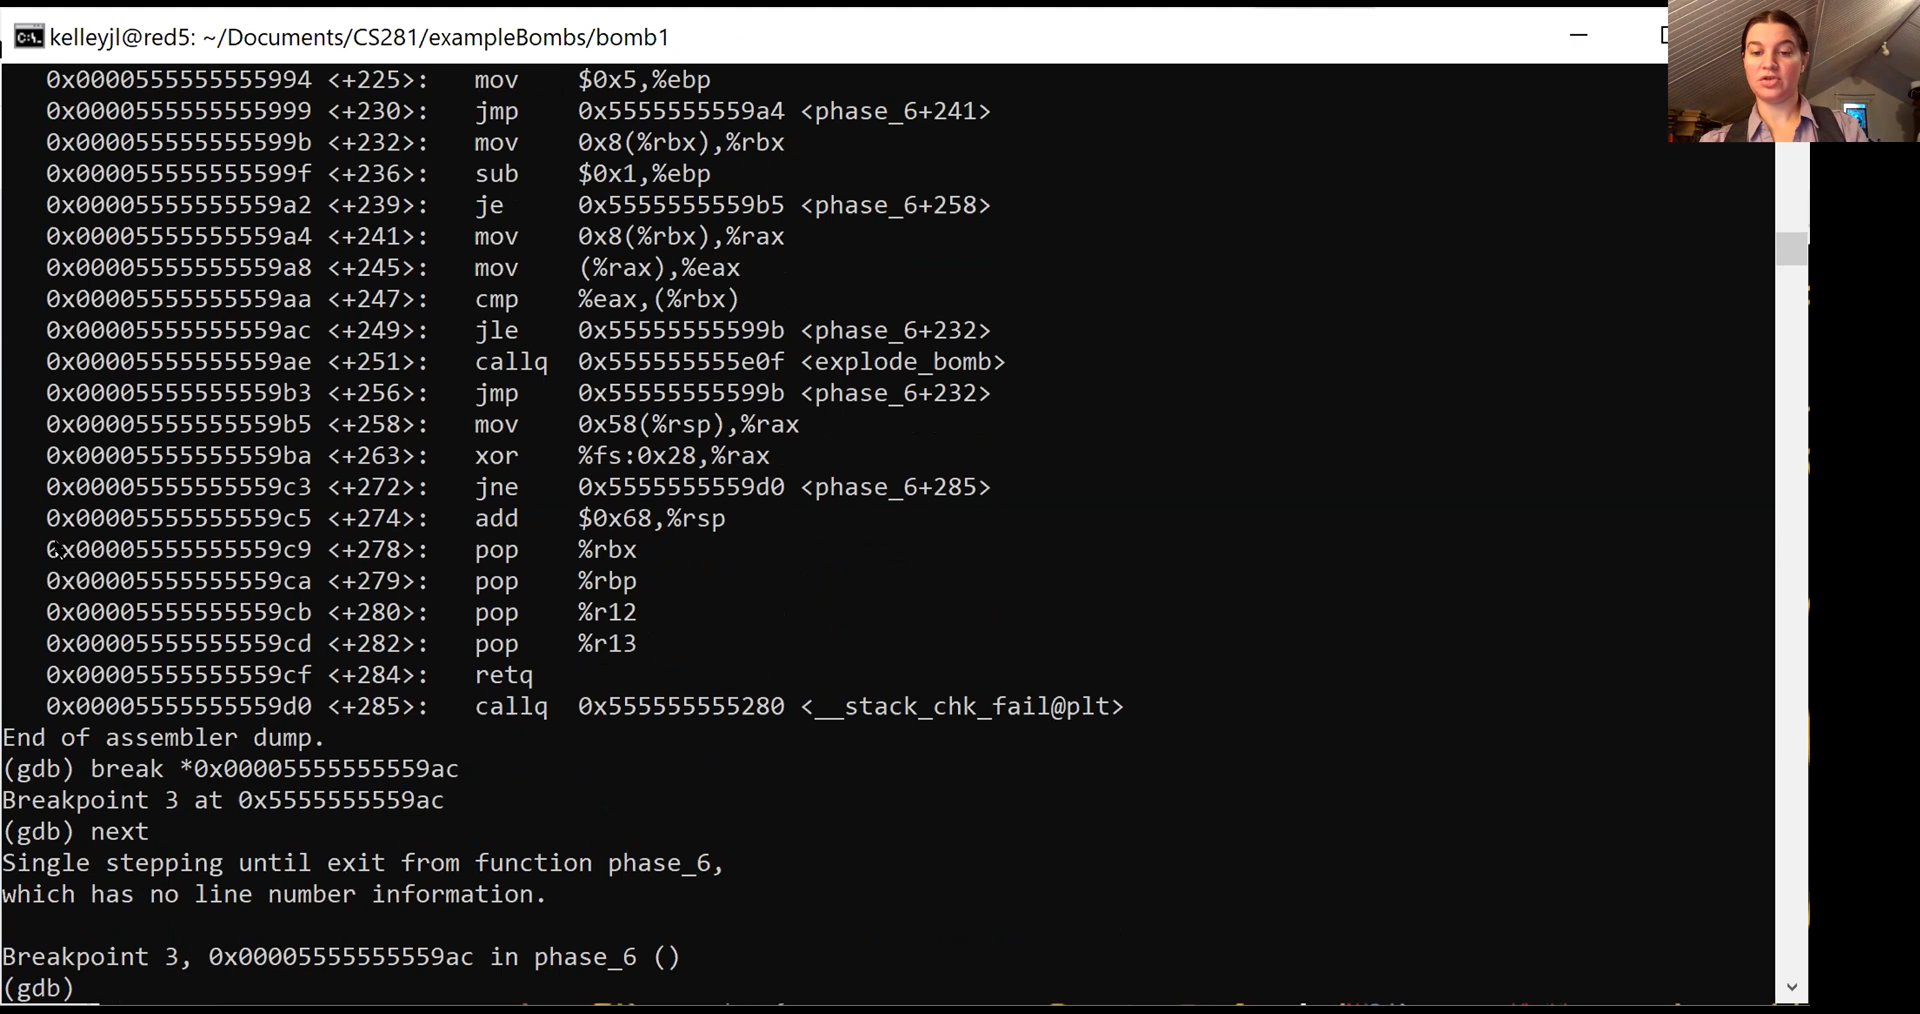 kelleyjl@red5: ~/Documents/CS281/exampleBombs/bomb1
0x0000555555555994 <+225>: mov $0x5,%ebp
0x0000555555555999 <+230>: jmp 0x5555555559a4 <phase_6+241>
0x000055555555599b <+232>: mov 0x8(%rbx),%rbx
0x000055555555599f <+236>: sub $0x1,%ebp
0x00005555555559a2 <+239>: je 0x5555555559b5 <phase_6+258>
0x00005555555559a4 <+241>: mov 0x8(%rbx),%rax
0x00005555555559a8 <+245>: mov (%rax),%eax
0x00005555555559aa <+247>: cmp %eax,(%rbx)
0x00005555555559ac <+249>: jle 0x55555555599b <phase_6+232>
0x00005555555559ae <+251>: callq 0x555555555e0f <explode_bomb>
0x00005555555559b3 <+256>: jmp 0x55555555599b <phase_6+232>
0x00005555555559b5 <+258>: mov 0x58(%rsp),%rax
0x00005555555559ba <+263>: xor %fs:0x28,%rax
0x00005555555559c3 <+272>: jne 0x5555555559d0 <phase_6+285>
0x00005555555559c5 <+274>: add $0x68,%rsp
0x00005555555559c9 <+278>: pop %rbx
0x00005555555559ca <+279>: pop %rbp
0x00005555555559cb <+280>: pop %r12
0x00005555555559cd <+282>: pop %r13
0x00005555555559cf <+284>: retq
0x00005555555559d0 <+285>: callq 0x555555555280 <__stack_chk_fail@plt>
End of assembler dump.
(gdb) break *0x00005555555559ac
Breakpoint 3 at 0x5555555559ac
(gdb) next
Single stepping until exit from function phase_6,
which has no line number information.
Breakpoint 3, 0x00005555555559ac in phase_6 ()
(gdb)